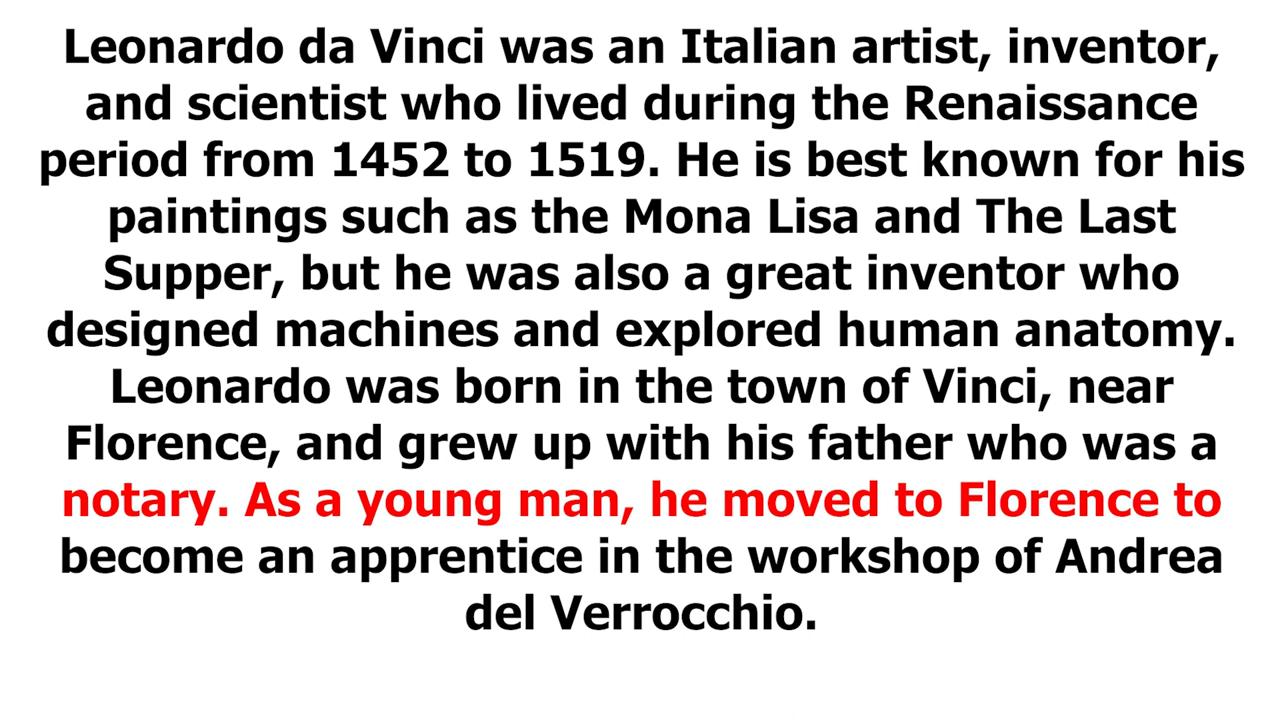 Leonardo da Vinci was an Italian artist, inventor,
and scientist who lived during the Renaissance
period from 1452 to 1519. He is best known for his
paintings such as the Mona Lisa and The Last
Supper, but he was also a great inventor who
designed machines and explored human anatomy.
Leonardo was born in the town of Vinci, near
Florence, and grew up with his father who was a
notary. As a young man, he moved to Florence to
become an apprentice in the workshop of Andrea
del Verrocchio.